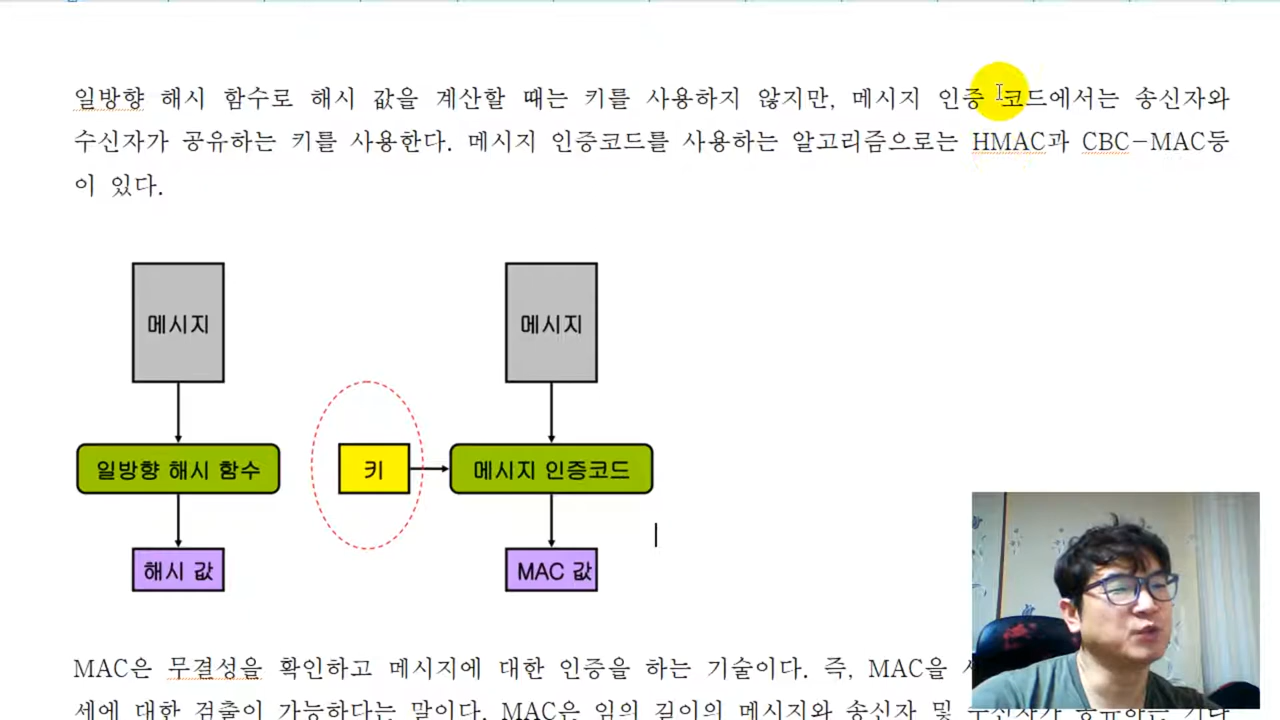 일방향 해시 함수로 해시 값을 계산할 때는 키를 사용하지 않지만, 메시지 인증 코드에서는 송신자와
수신자가 공유하는 키를 사용한다. 메시지 인증코드를 사용하는 알고리즘으로는 HMAC과 CBC-MAC등
이 있다.
메시지
메시지
일방향 해시 함수
키
메시지 인증코드
해시 값
MAC 값
MAC은 무결성을 확인하고 메시지에 대한 인증을 하는 기술이다. 즉, MAC을
세에 대한 검출이 가능하다는 말이다. MAC은 임의 길이의 메시지와 송신자 및 수신자가 공유하는